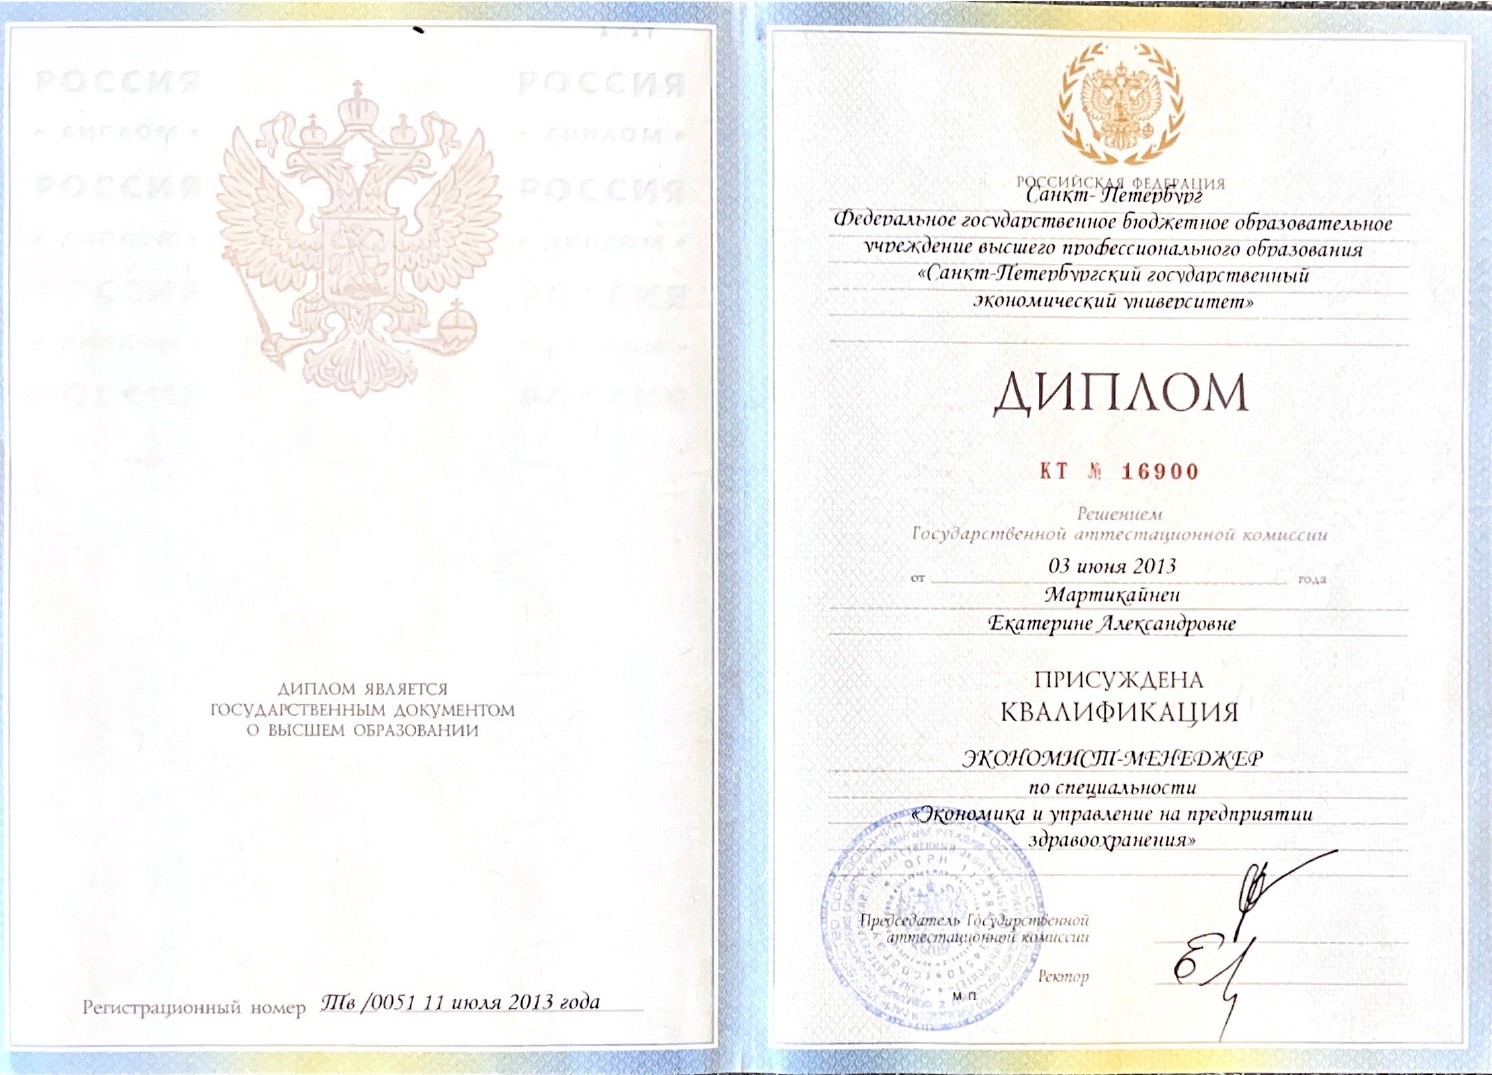 РОССИЯ РОССИЯ
ДИПЛОМ ДИПЛОМ
РОССИЯ РОССИЯ
ДИПЛОМ ДИПЛОМ
РОССИЯ
ДИПЛОМ ЯВЛЯЕТСЯ
ГОСУДАРСТВЕННЫМ ДОКУМЕНТОМ
О ВЫСШЕМ ОБРАЗОВАНИИ
Регистрационный номер Тв /0051 11 июля 2013 года
РОССИЙСКАЯ ФЕДЕРАЦИЯ
Санкт- Петербург
Федеральное государственное бюджетное образовательное
учреждение высшего профессионального образования
«Санкт-Петербургский государственный
экономический университет»
ДИПЛОМ
КТ № 16900
Решением
Государственной аттестационной комиссии
от 03 июня 2013 года
Мартикайнен
Екатерине Александровне
ПРИСУЖДЕНА
КВАЛИФИКАЦИЯ
ЭКОНОМИСТ-МЕНЕДЖЕР
по специальности
«Экономика и управление на предприятии
здравоохранения»
Председатель Государственной
аттестационной комиссии
Ректор
М.П.